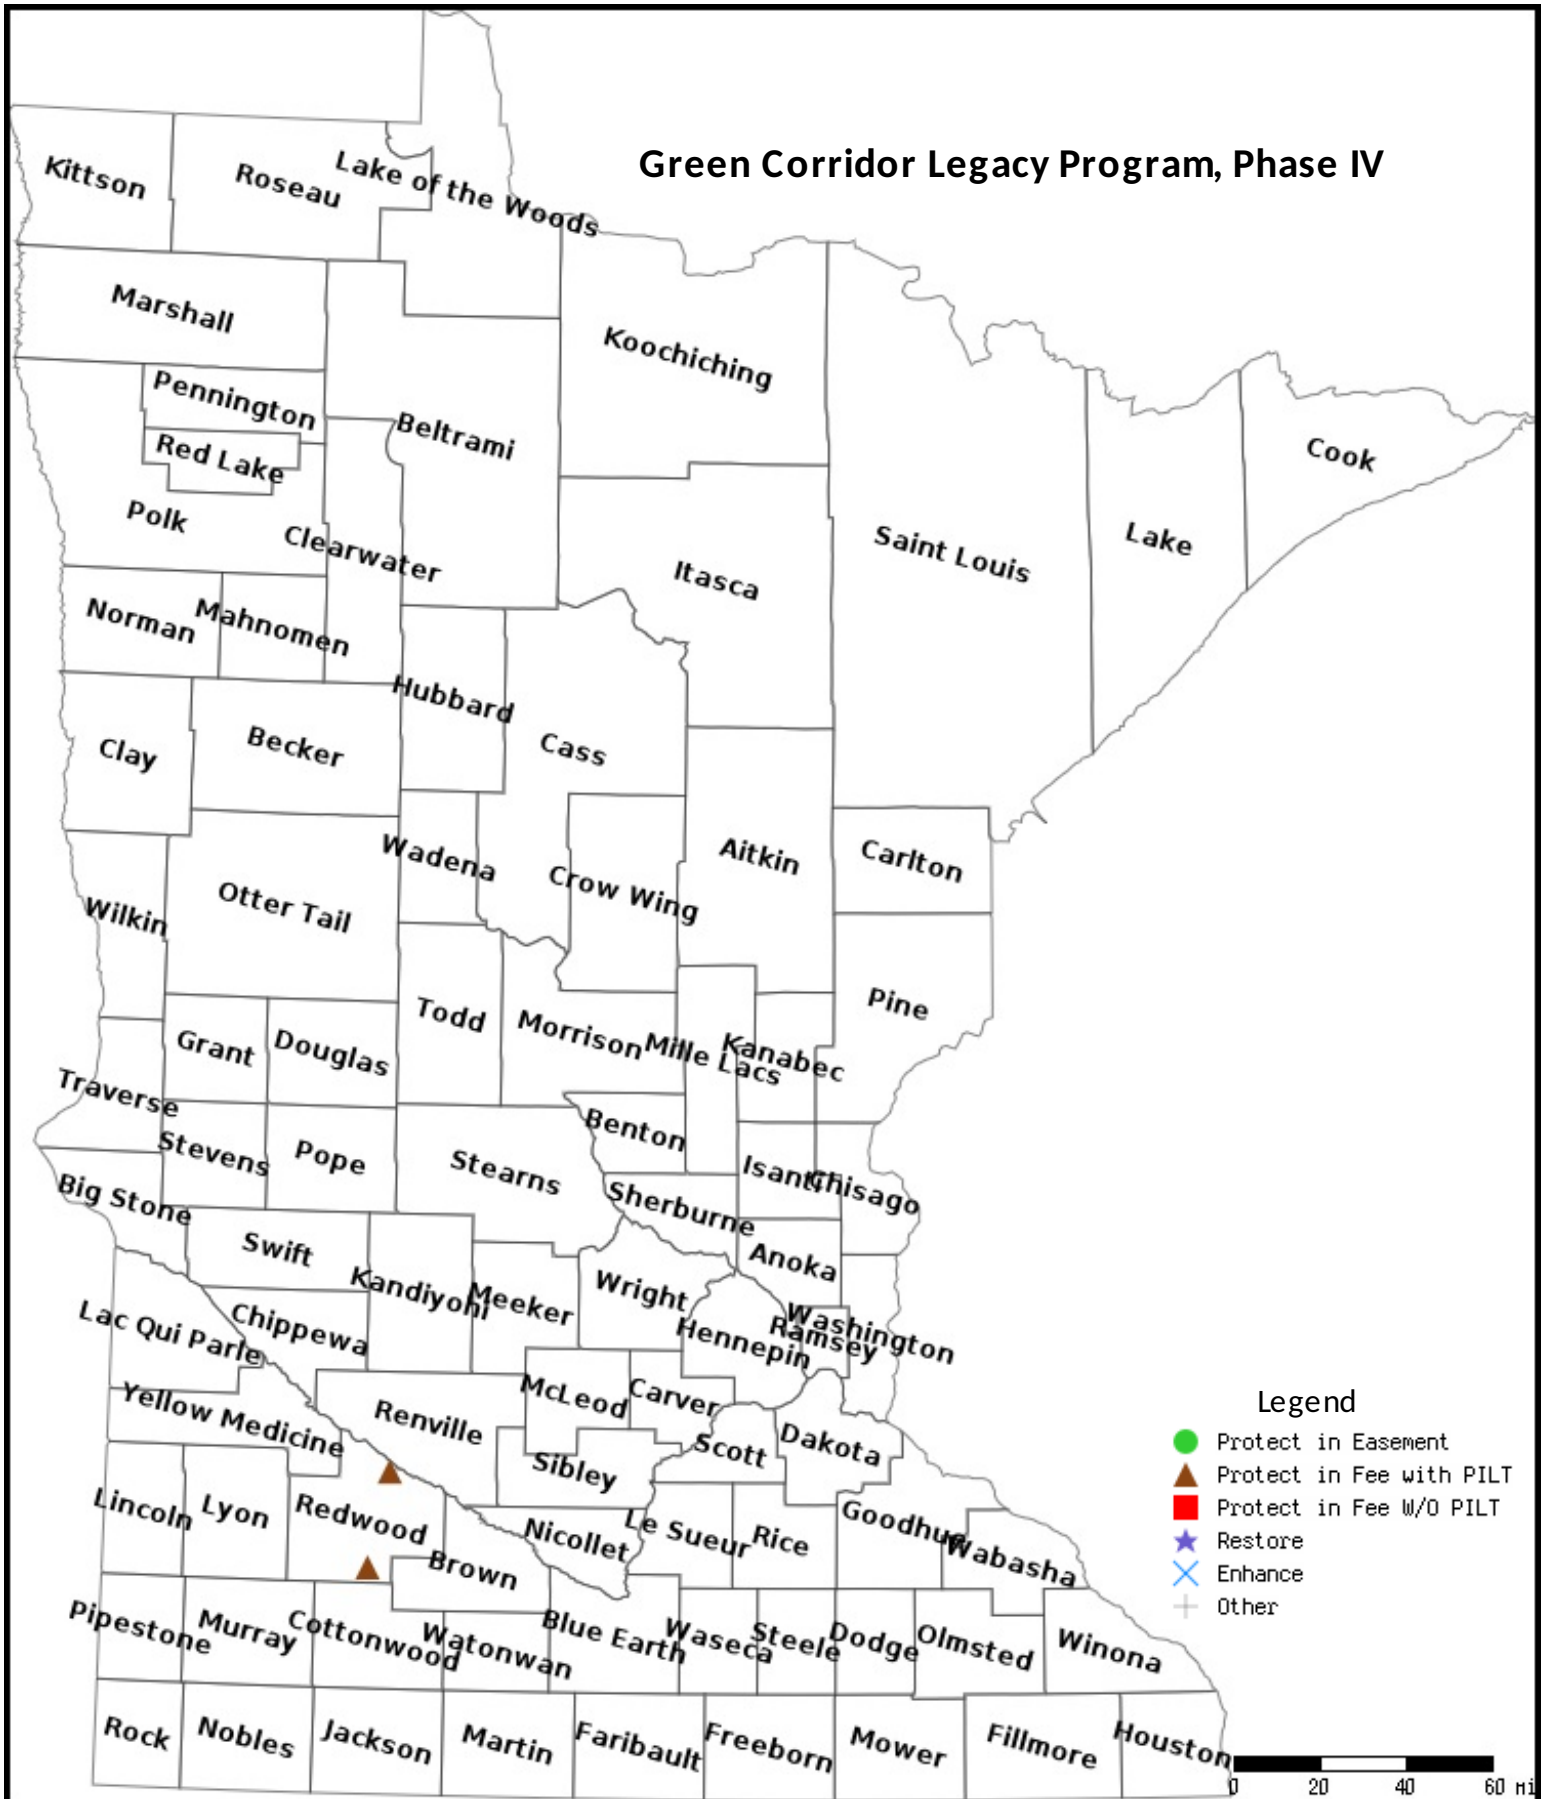 Green Corridor Legacy Program, Phase IV
Kittson
Roseau
Lake of the Woods
Marshall
Koochiching
Pennington
Beltrami
Red Lake
Cook
Polk
Clearwater
Saint Louis
Lake
Itasca
Norman
Mahnomen
Hubbard
Clay
Becker
Cass
Wadena
Aitkin
Carlton
Crow Wing
Otter Tail
Wilkin
Pine
Todd
Morrison
Mille Lacs
Kanabec
Grant
Douglas
Traverse
Stevens
Pope
Stearns
Benton
Isanti
Chisago
Big Stone
Sherburne
Swift
Anoka
Kandiyohi
Meeker
Wright
Lac Qui Parle
Chippewa
Hennepin
Ramsey
Washington
McLeod
Carver
Yellow Medicine
Renville
Scott
Dakota
Sibley
Lincoln
Lyon
Redwood
Nicollet
Le Sueur
Rice
Goodhue
Wabasha
Brown
Pipestone
Murray
Cottonwood
Watonwan
Blue Earth
Waseca
Steele
Dodge
Olmsted
Winona
Rock
Nobles
Jackson
Martin
Faribault
Freeborn
Mower
Fillmore
Houston
Legend
Protect in Easement
Protect in Fee with PILT
Protect in Fee W/O PILT
Restore
Enhance
Other
0 20 40 60 mi